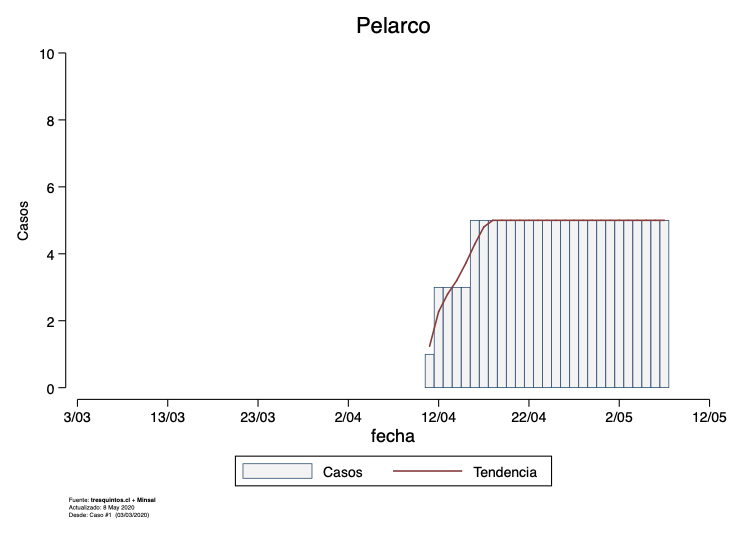 Pelarco
10
8
6
4
2
0
Casos
3/03 13/03 23/03 2/04 12/04 22/04 2/05 12/05
fecha
Casos Tendencia
Fuente: tresquintos.cl + Minsal
Actualizado: 8 May 2020
Desde: Caso #1 (03/03/2020)